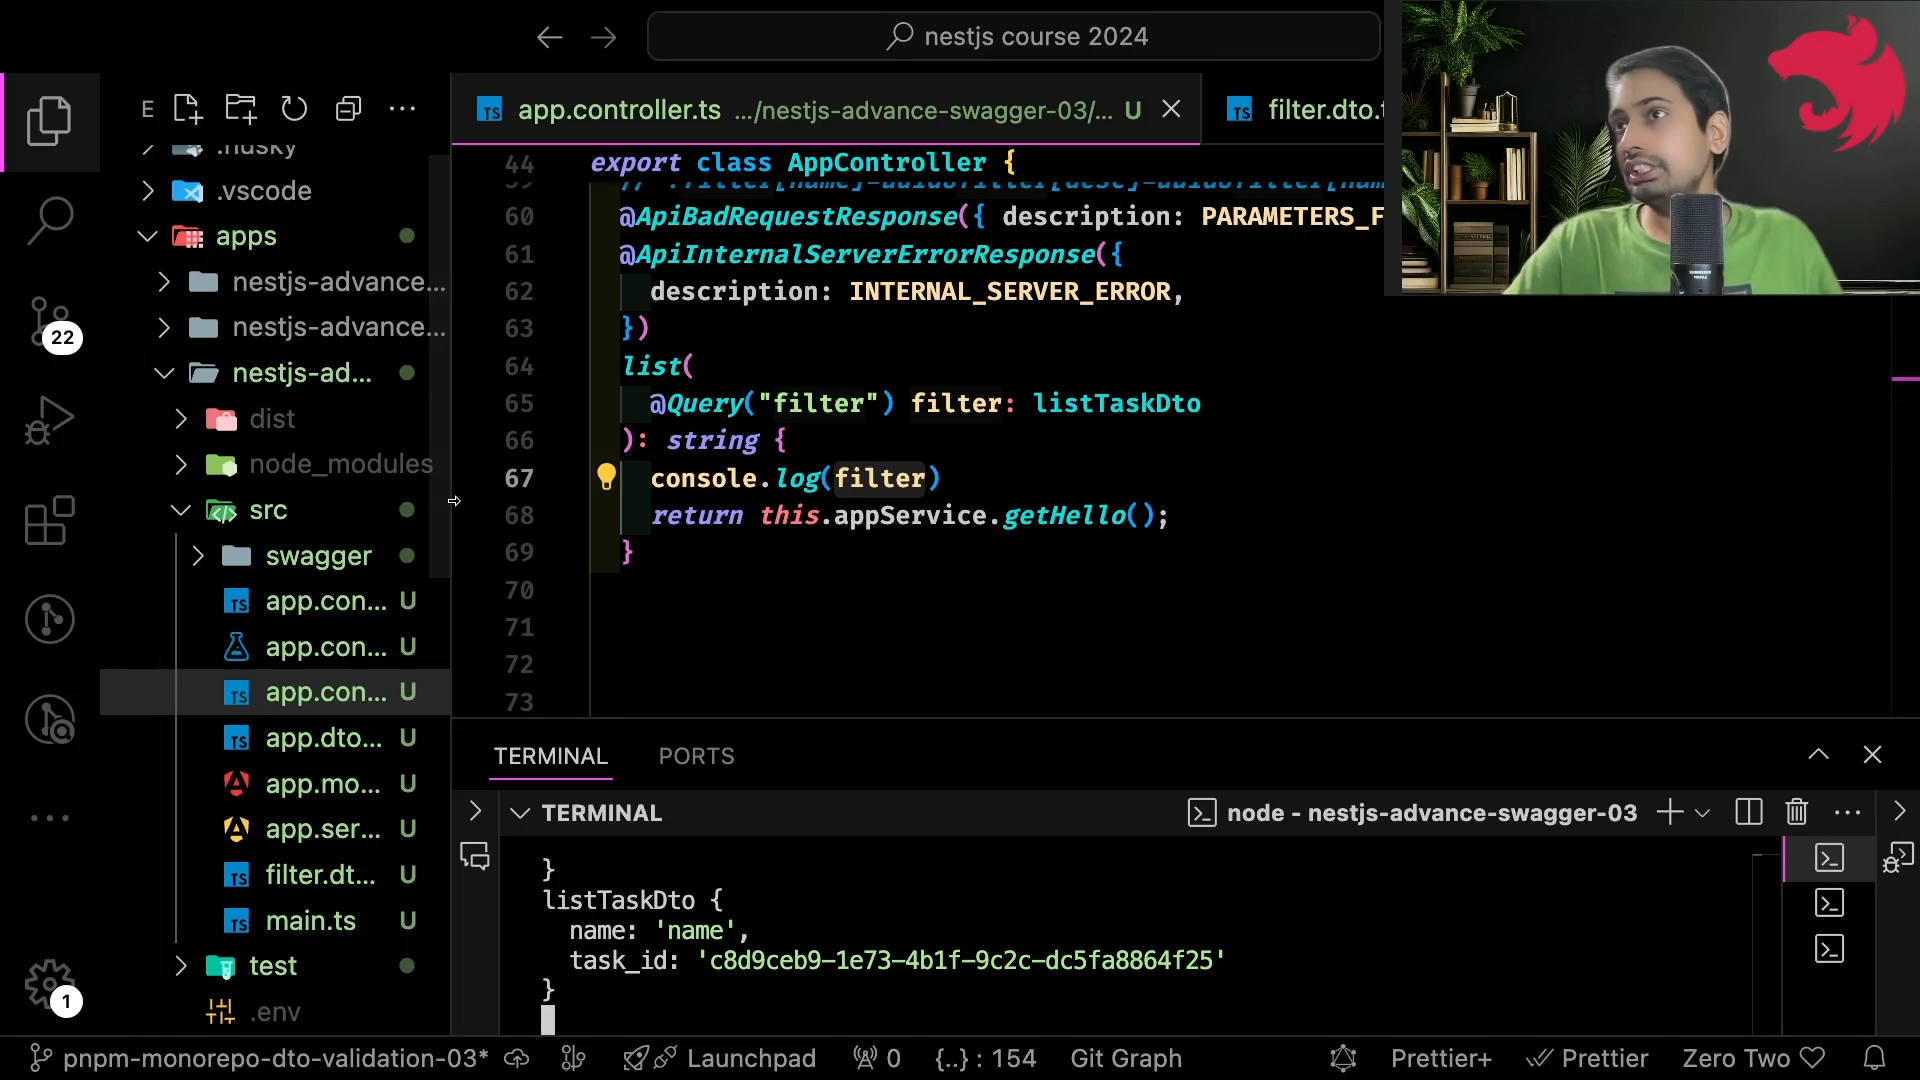 nestjs course 2024
E
app.controller.ts .../nestjs-advance-swagger-03/... U
filter.dto.t
.husky
.vscode
apps
nestjs-advance...
nestjs-advance...
nestjs-ad...
dist
node_modules
src
swagger
app.con... U
app.con... U
app.con... U
app.dto... U
app.mo... U
app.ser... U
filter.dt... U
main.ts U
test
.env
22
1
44 export class AppController {
60 @ApiBadRequestResponse({ description: PARAMETERS_F
61 @ApiInternalServerErrorResponse({
62 description: INTERNAL_SERVER_ERROR,
63 })
64 list(
65 @Query("filter") filter: listTaskDto
66 ): string {
67 console.log(filter)
68 return this.appService.getHello();
69 }
70
71
72
73
TERMINAL PORTS
TERMINAL
node - nestjs-advance-swagger-03
}
listTaskDto {
name: 'name',
task_id: 'c8d9ceb9-1e73-4b1f-9c2c-dc5fa8864f25'
}
pnpm-monorepo-dto-validation-03* Launchpad 0 {..} : 154 Git Graph Prettier+ Prettier Zero Two